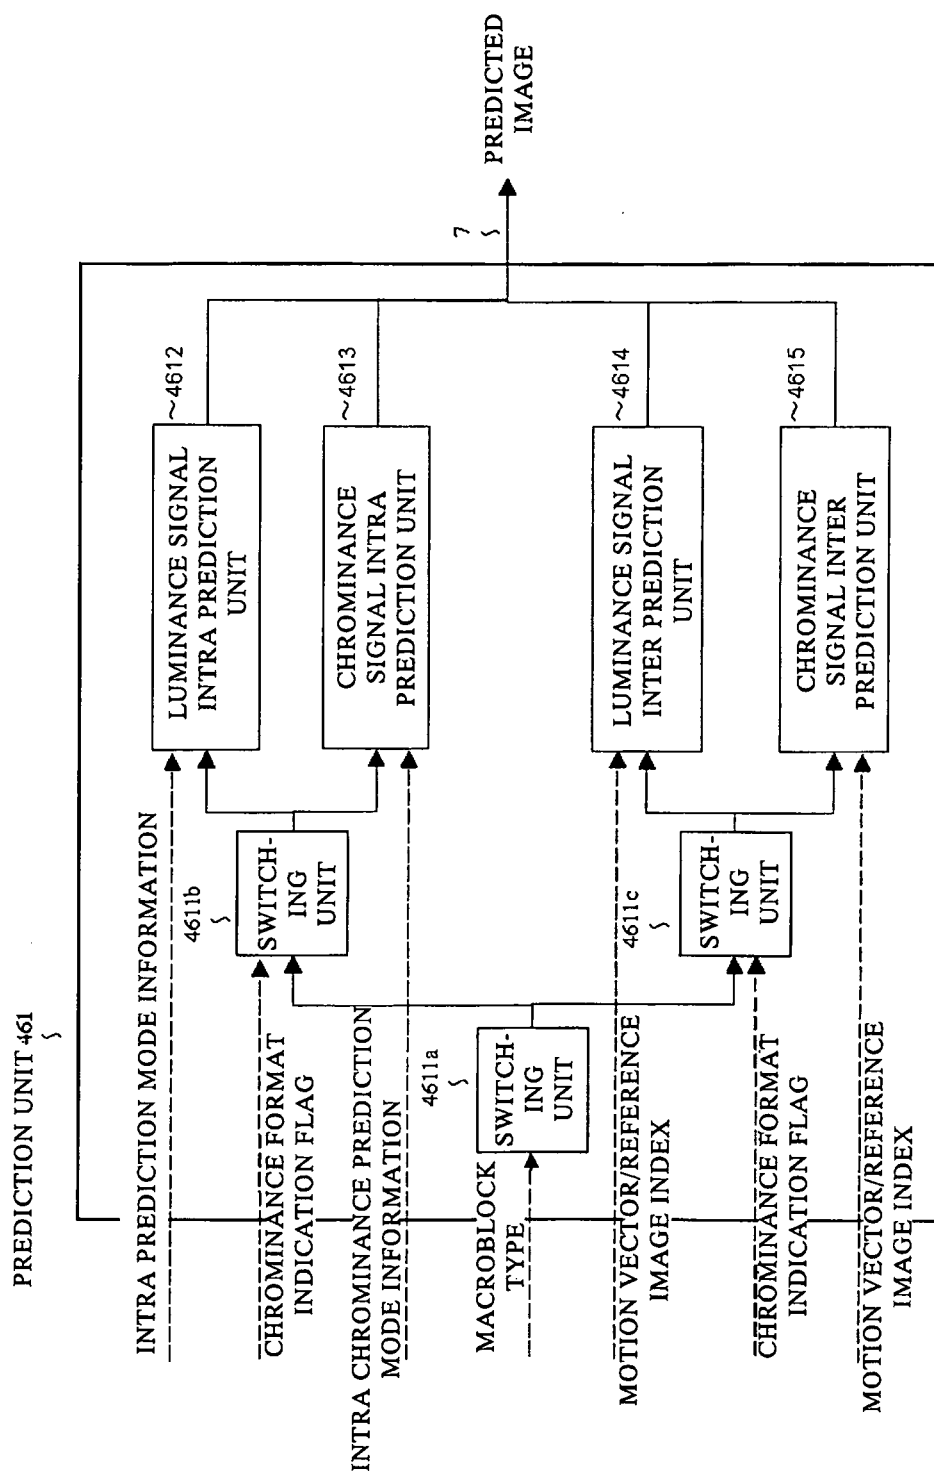 PREDICTION UNIT 461
INTRA PREDICTION MODE INFORMATION
CHROMINANCE FORMAT
INDICATION FLAG
INTRA CHROMINANCE PREDICTION
MODE INFORMATION
MACROBLOCK
TYPE
MOTION VECTOR/REFERENCE
IMAGE INDEX
CHROMINANCE FORMAT
INDICATION FLAG
MOTION VECTOR/REFERENCE
IMAGE INDEX
4611a
SWITCH-
ING
UNIT
4611b
SWITCH-
ING
UNIT
4611c
SWITCH-
ING
UNIT
LUMINANCE SIGNAL
INTRA PREDICTION
UNIT
4612
CHROMINANCE
SIGNAL INTRA
PREDICTION UNIT
4613
LUMINANCE SIGNAL
INTER PREDICTION
UNIT
4614
CHROMINANCE
SIGNAL INTER
PREDICTION UNIT
4615
7
PREDICTED
IMAGE